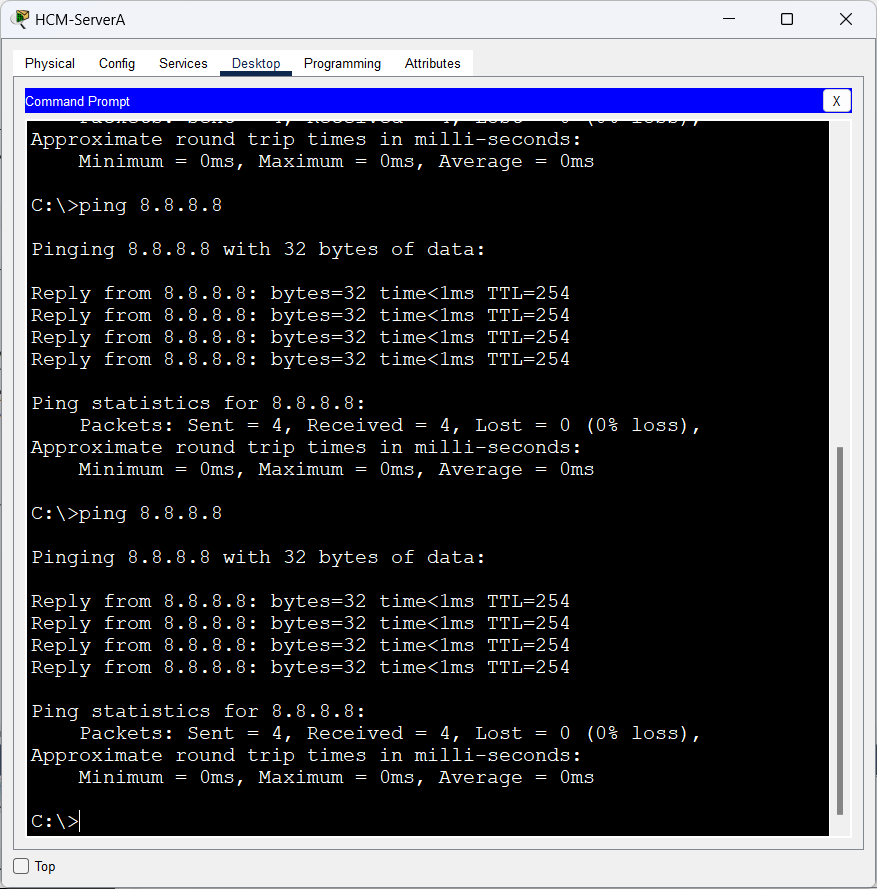 HCM-ServerA
Physical Config Services Desktop Programming Attributes
Command Prompt X
Packets: Sent = 4, Received = 4, Lost = 0 (0% loss),
Approximate round trip times in milli-seconds:
    Minimum = 0ms, Maximum = 0ms, Average = 0ms
C:\>ping 8.8.8.8
Pinging 8.8.8.8 with 32 bytes of data:
Reply from 8.8.8.8: bytes=32 time<1ms TTL=254
Reply from 8.8.8.8: bytes=32 time<1ms TTL=254
Reply from 8.8.8.8: bytes=32 time<1ms TTL=254
Reply from 8.8.8.8: bytes=32 time<1ms TTL=254
Ping statistics for 8.8.8.8:
    Packets: Sent = 4, Received = 4, Lost = 0 (0% loss),
Approximate round trip times in milli-seconds:
    Minimum = 0ms, Maximum = 0ms, Average = 0ms
C:\>ping 8.8.8.8
Pinging 8.8.8.8 with 32 bytes of data:
Reply from 8.8.8.8: bytes=32 time<1ms TTL=254
Reply from 8.8.8.8: bytes=32 time<1ms TTL=254
Reply from 8.8.8.8: bytes=32 time<1ms TTL=254
Reply from 8.8.8.8: bytes=32 time<1ms TTL=254
Ping statistics for 8.8.8.8:
    Packets: Sent = 4, Received = 4, Lost = 0 (0% loss),
Approximate round trip times in milli-seconds:
    Minimum = 0ms, Maximum = 0ms, Average = 0ms
C:\>
Top